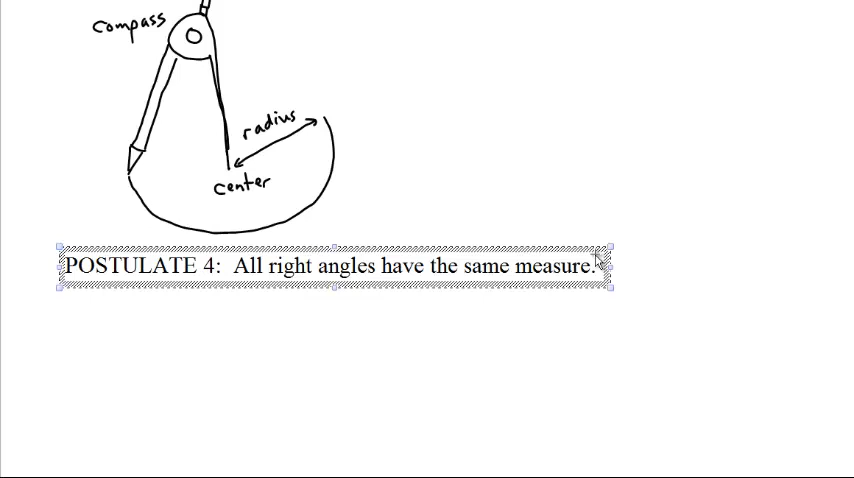 compass
radius
center
POSTULATE 4: All right angles have the same measure.